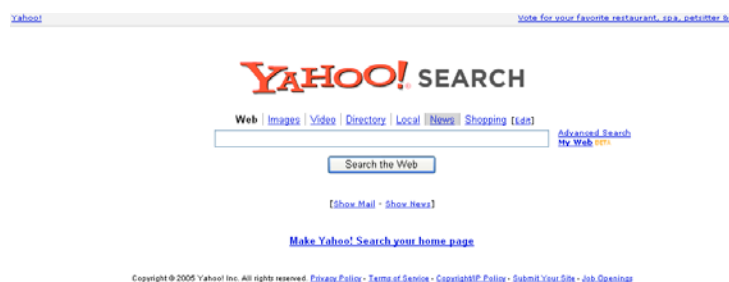 Yahoo! Vote for your favorite restaurant, spa, petsitter &
YAHOO! SEARCH
Web | Images | Video | Directory | Local | News | Shopping [Edit]
Advanced Search
My Web BETA
Search the Web
[Show Mail - Show News]
Make Yahoo! Search your home page
Copyright © 2005 Yahoo! Inc. All rights reserved. Privacy Policy - Terms of Service - Copyright/IP Policy - Submit Your Site - Job Openings